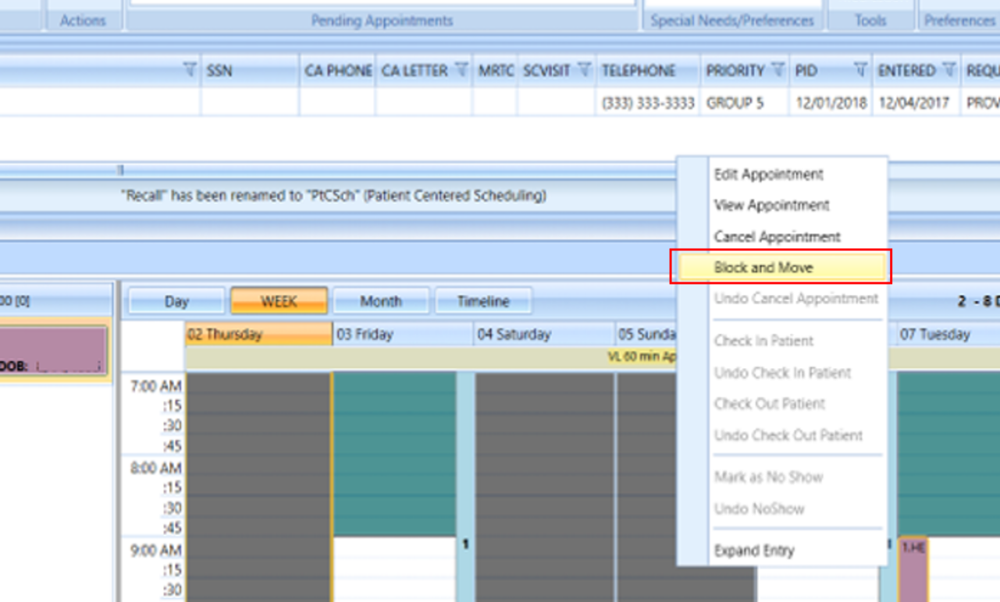 Actions Pending Appointments Special Needs/Preferences Tools Preferences
SSN CA PHONE CA LETTER MRTC SCVISIT TELEPHONE PRIORITY PID ENTERED REQU
(333) 333-3333 GROUP 5 12/01/2018 12/04/2017 PROV
"Recall" has been renamed to "PtCSch" (Patient Centered Scheduling)
Edit Appointment
View Appointment
Cancel Appointment
Block and Move
Undo Cancel Appointment
Check In Patient
Undo Check In Patient
Check Out Patient
Undo Check Out Patient
Mark as No Show
Undo NoShow
Expand Entry
00 [0]
OOB:
Day WEEK Month Timeline 2 - 8 D
02 Thursday 03 Friday 04 Saturday 05 Sunda 07 Tuesday
VL 60 min Ap
7:00 AM
:15
:30
:45
8:00 AM
:15
:30
:45
9:00 AM
:15
:30
1
1.HE